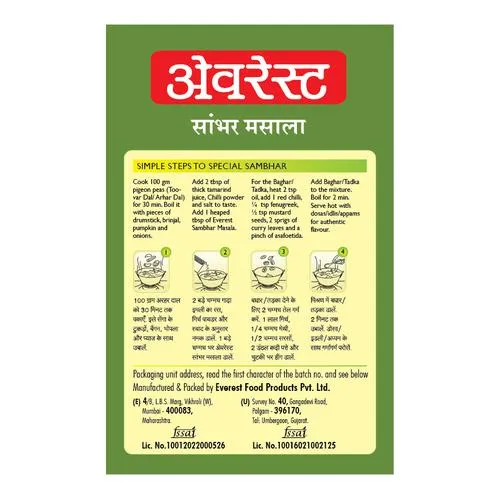 अेवरेस्ट
सांभर मसाला
SIMPLE STEPS TO SPECIAL SAMBHAR
Cook 100 gm
pigeon peas (Too-
var Dal/ Arhar Dal)
for 30 min. Boil it
with pieces of
drumstick, brinjal,
pumpkin and
onions.
Add 2 tbsp of
thick tamarind
juice, Chilli powder
and salt to taste.
Add 1 heaped
tbsp of Everest
Sambhar Masala.
For the Baghar/
Tadka, heat 2 tsp
oil, add 1 red chilli,
¼ tsp fenugreek,
½ tsp mustard
seeds, 2 sprigs of
curry leaves and a
pinch of asafoetida.
Add Baghar/Tadka
to the mixture.
Boil for 2 min.
Serve hot with
dosas/idlis/appams
for authentic
flavour.
1
2
3
4
100 ग्राम अरहर दाल
को 30 मिनट तक
पकाएँ. इसे सेंगा के
टुकड़ों, बैंगन, भोपला
और प्याज के साथ
उबालें.
2 बड़े चम्मच गाढ़ा
इमली का रस,
मिर्च पावडर और
स्वाद के अनुसार
नमक डालें. 1 बड़े
चम्मच भर अेवरेस्ट
सांभर मसाला डालें.
बघार/तड़का देने के
लिए 2 चम्मच तेल गर्म
करें. 1 लाल मिर्च,
1/4 चम्मच मेथी,
1/2 चम्मच सरसों,
2 डंठल कढ़ी पत्ते और
चुटकी भर हींग डालें.
मिश्रण में बघार/
तड़का डालें.
2 मिनट तक
उबालें. डोसा/
इडली/अप्पम के
साथ गर्मागर्म परोसें.
Packaging unit address, read the first character of the batch no. and see below
Manufactured & Packed by Everest Food Products Pvt. Ltd.
(E) 4/8, L.B.S. Marg, Vikhroli (W),
Mumbai - 400083,
Maharashtra.
fssai
Lic. No.10012022000526
(U) Survey No. 40, Gangadevi Road,
Palgam - 396170,
Tal: Umbergaon, Gujarat.
fssai
Lic. No.10016021002125